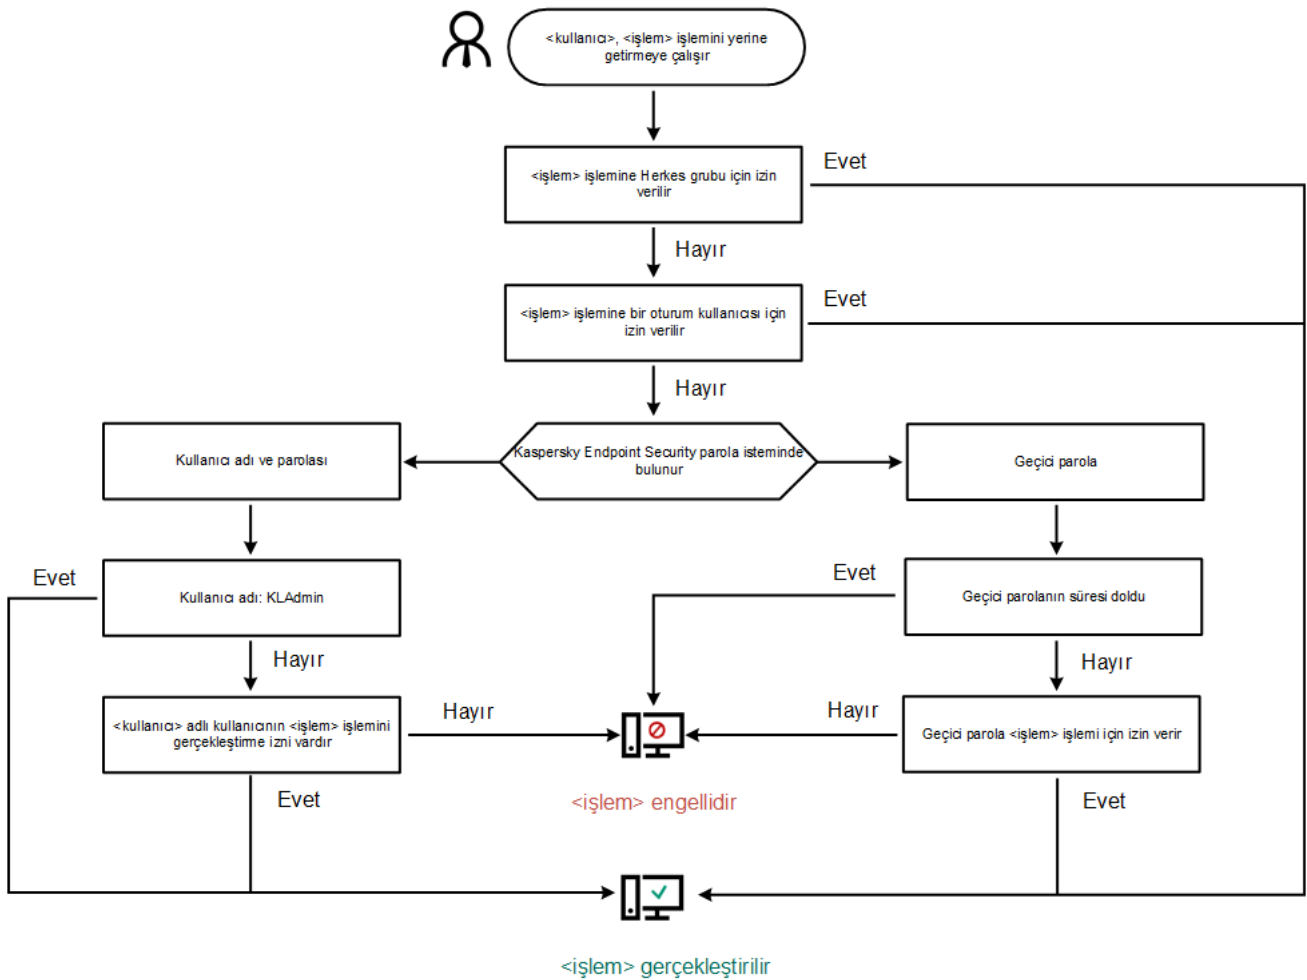 <kullanıcı>, <işlem> işlemini yerine
getirmeye çalışır
Evet
<işlem> işlemine Herkes grubu için izin
verilir
Hayır
Evet
<işlem> işlemine bir oturum kullanıcısı için
izin verilir
Hayır
Kullanıcı adı ve parolası
Kaspersky Endpoint Security parola isteminde
bulunur
Geçici parola
Evet
Kullanıcı adı: KLAdmin
Evet
Geçici parolanın süresi doldu
Hayır
Hayır
<kullanıcı> adlı kullanıcının <işlem> işlemini
gerçekleştirme izni vardır
Hayır
Hayır
Geçici parola <işlem> işlemi için izin verir
Evet
<işlem> engellidir
Evet
<işlem> gerçekleştirilir